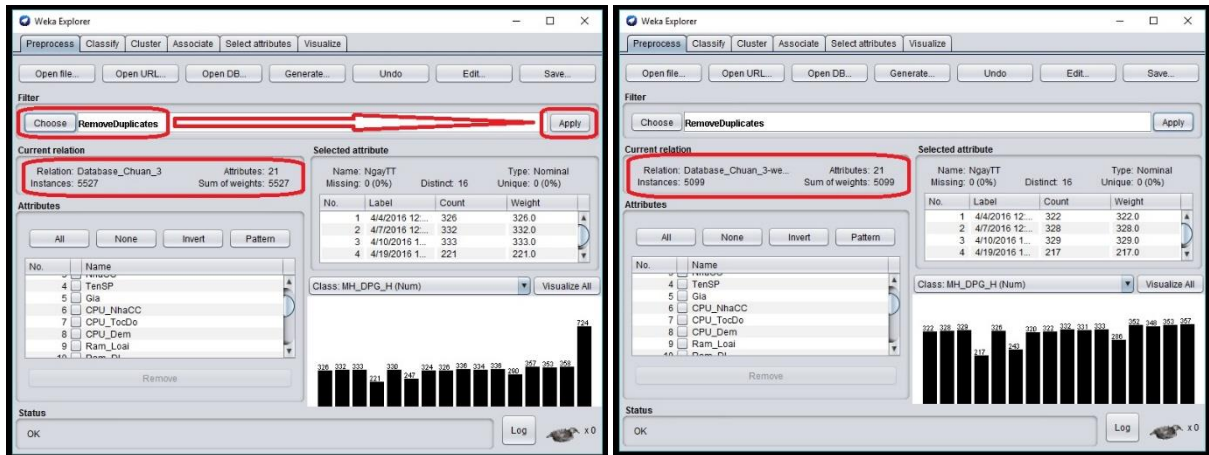 Weka Explorer
Preprocess Classify Cluster Associate Select attributes Visualize
Open file... Open URL... Open DB... Generate... Undo Edit... Save...
Filter
Choose RemoveDuplicates Apply
Current relation
Relation: Database_Chuan_3 Attributes: 21
Instances: 5527 Sum of weights: 5527
Attributes
All None Invert Pattern
No. Name
4 TenSP
5 Gia
6 CPU_NhaCC
7 CPU_TocDo
8 CPU_Dem
9 Ram_Loai
Remove
Selected attribute
Name: NgayTT Type: Nominal
Missing: 0 (0%) Distinct: 16 Unique: 0 (0%)
No. Label Count Weight
1 4/4/2016 12:... 326 326.0
2 4/7/2016 12:... 332 332.0
3 4/10/2016 1... 333 333.0
4 4/19/2016 1... 221 221.0
Class: MH_DPG_H (Num) Visualize All
724
326 332 333 221 330 247 324 326 336 334 336 290 357 353 358
Status
OK Log x 0
Weka Explorer
Preprocess Classify Cluster Associate Select attributes Visualize
Open file... Open URL... Open DB... Generate... Undo Edit... Save...
Filter
Choose RemoveDuplicates Apply
Current relation
Relation: Database_Chuan_3-we... Attributes: 21
Instances: 5099 Sum of weights: 5099
Attributes
All None Invert Pattern
No. Name
4 TenSP
5 Gia
6 CPU_NhaCC
7 CPU_TocDo
8 CPU_Dem
9 Ram_Loai
Remove
Selected attribute
Name: NgayTT Type: Nominal
Missing: 0 (0%) Distinct: 16 Unique: 0 (0%)
No. Label Count Weight
1 4/4/2016 12:... 322 322.0
2 4/7/2016 12:... 328 328.0
3 4/10/2016 1... 329 329.0
4 4/19/2016 1... 217 217.0
Class: MH_DPG_H (Num) Visualize All
322 328 329 217 326 243 320 322 332 331 333 286 352 348 353 357
Status
OK Log x 0